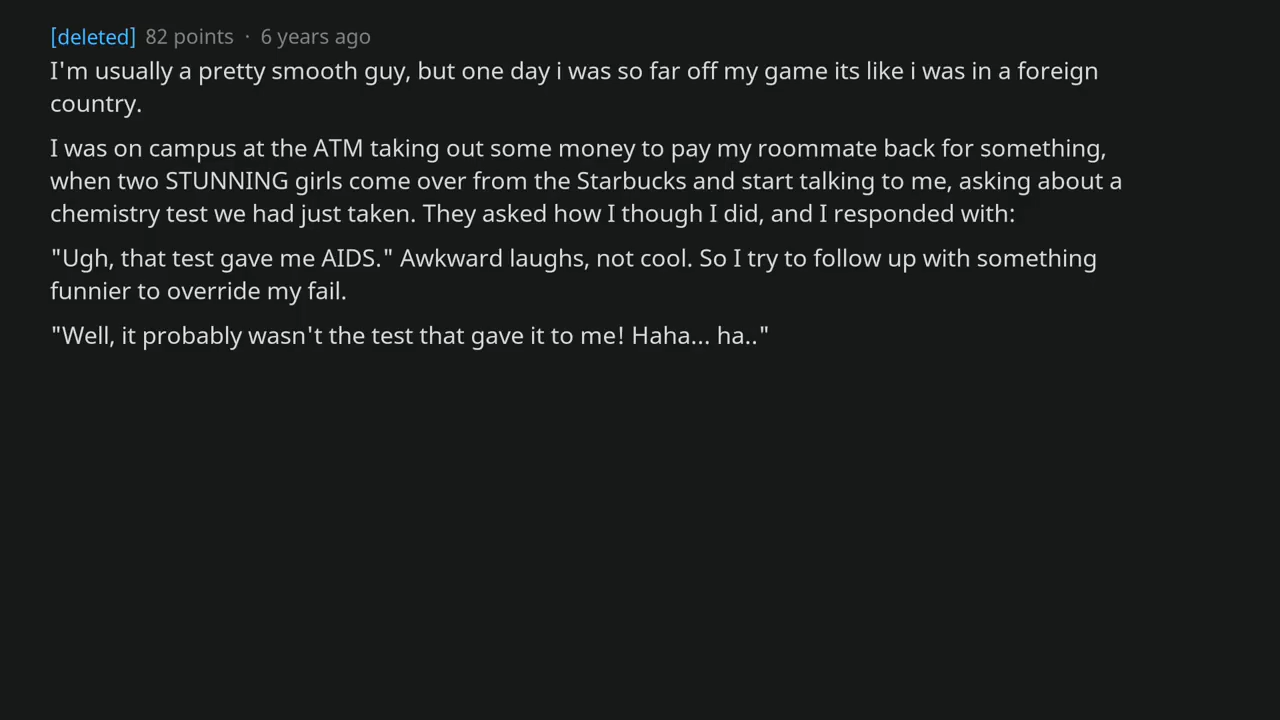 [deleted] 82 points · 6 years ago
I'm usually a pretty smooth guy, but one day i was so far off my game its like i was in a foreign
country.
I was on campus at the ATM taking out some money to pay my roommate back for something,
when two STUNNING girls come over from the Starbucks and start talking to me, asking about a
chemistry test we had just taken. They asked how I though I did, and I responded with:
"Ugh, that test gave me AIDS." Awkward laughs, not cool. So I try to follow up with something
funnier to override my fail.
"Well, it probably wasn't the test that gave it to me! Haha... ha.."